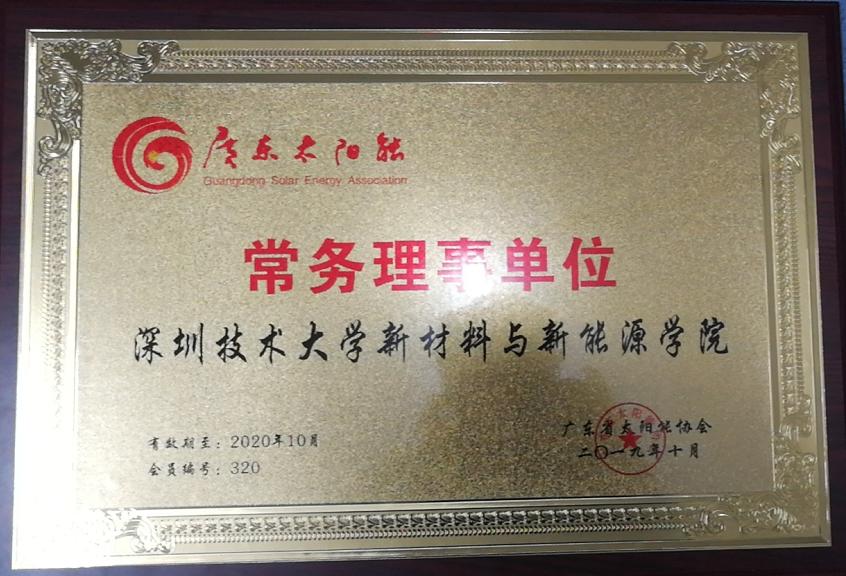 广东太阳能
Guangdong Solar Energy Association
常务理事单位
深圳技术大学新材料与新能源学院
有效期至：2020年10月
会员编号：320
广东省太阳能协会
二〇一九年十月